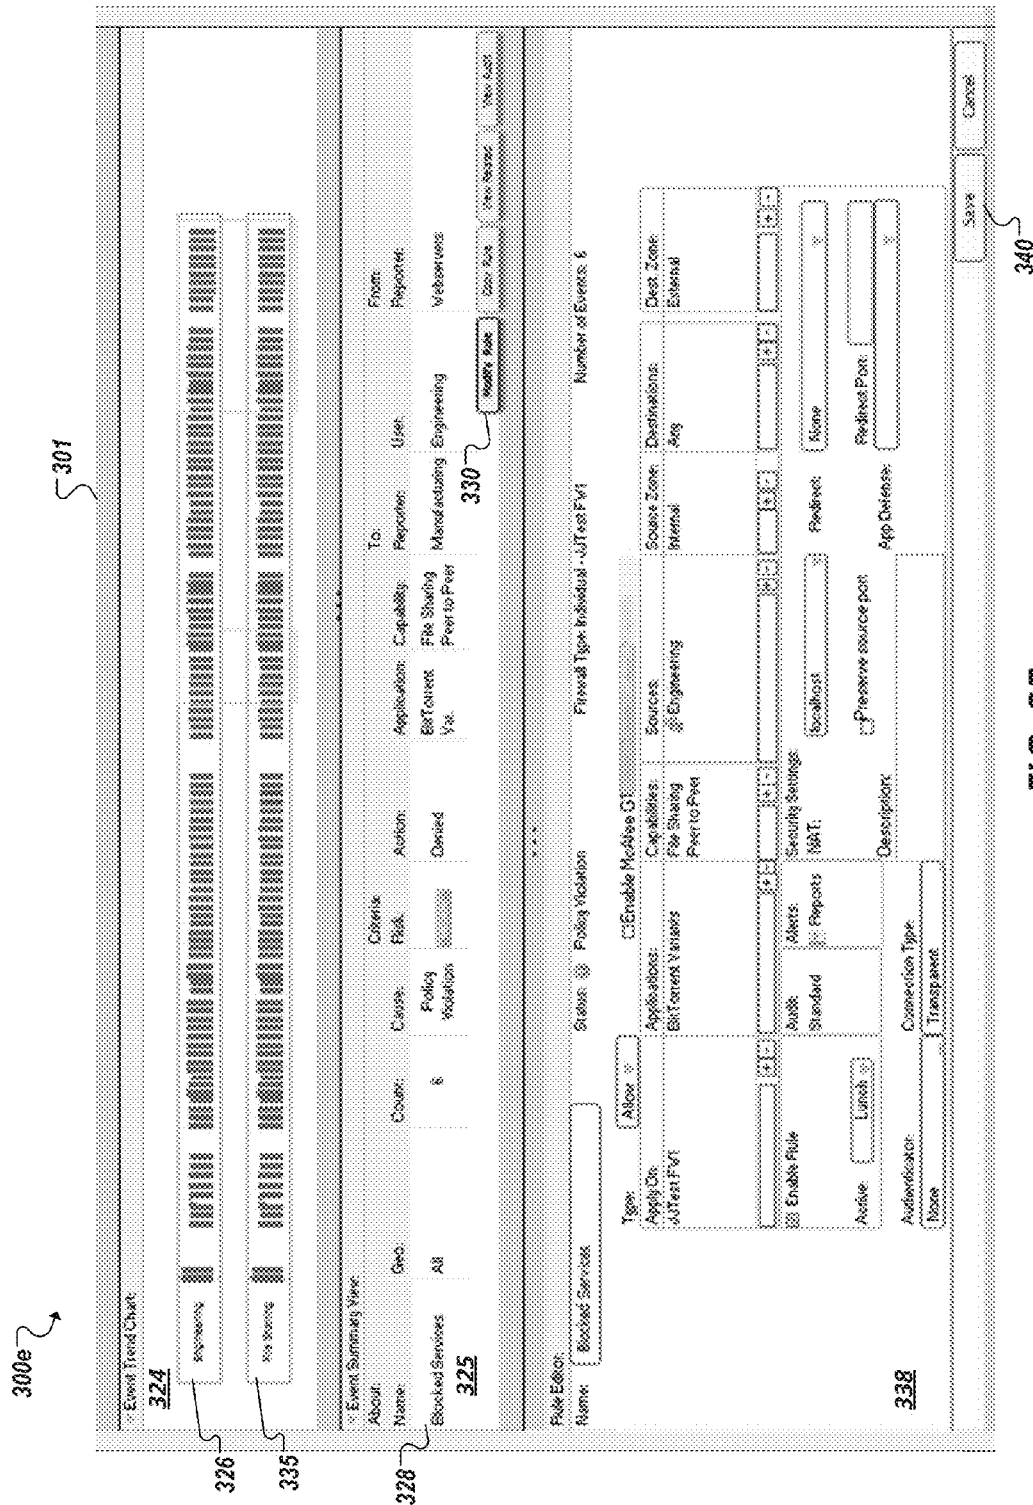 300e
301
Event Trend Chart:
324
326
Engineering
335
File Sharing
Event Summary View:
About: Criteria: To: From:
Name: Geo: Count: Cause: Risk: Action: Application: Capability: Reporter: User: Reporter:
328
Blocked Services All 6 Policy Violation Denied BitTorrent Var. File Sharing Peer to Peer Manufacturing Engineering Webservers
325
330
Modify Rule
View Related
View Audit
Rule Editor:
Name: Blocked Services Status: Policy Violation Firewall Type: Individual - JJTest FW1 Number of Events: 6
Type: Allow Enable McAfee GTI
Apply On: Applications: Capabilities: Sources: Source Zone: Destinations: Dest. Zone:
JJTest FW1 BitTorrent Variants File Sharing Peer to Peer Engineering Internal Any External
+ - + - + - + - + - + - + -
Enable Rule Audit: Alerts: Security Settings:
Standard Reports NAT: localhost Redirect: None
Active: Lunch Preserve source port Redirect Port:
Authenticator: Connection Type: Description: App Defense:
None Transparent
338
Save Cancel
340